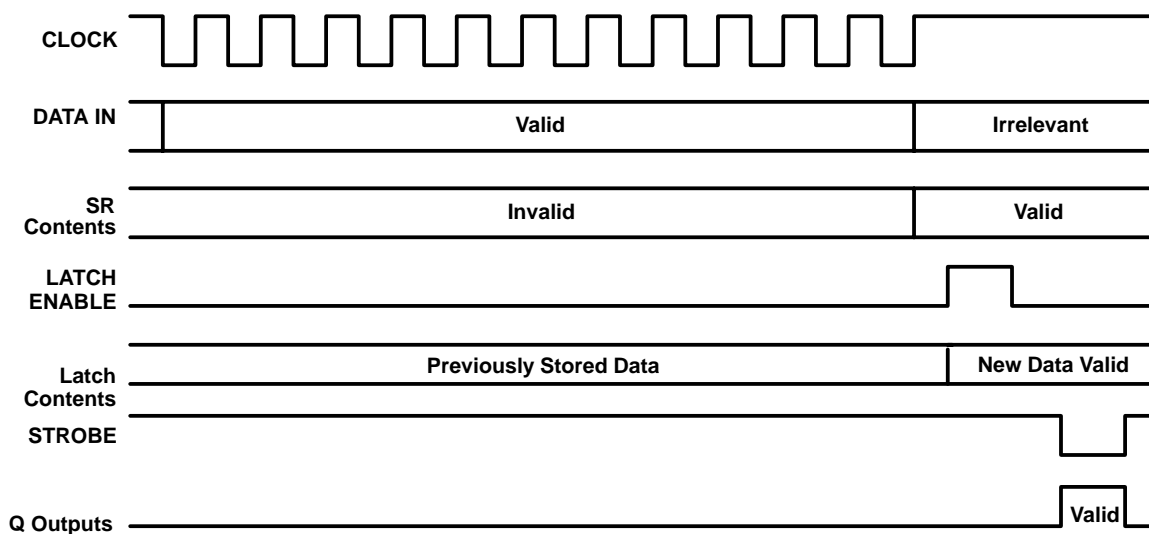 CLOCK
DATA IN
Valid
Irrelevant
SR
Contents
Invalid
Valid
LATCH
ENABLE
Latch
Contents
Previously Stored Data
New Data Valid
STROBE
Q Outputs
Valid